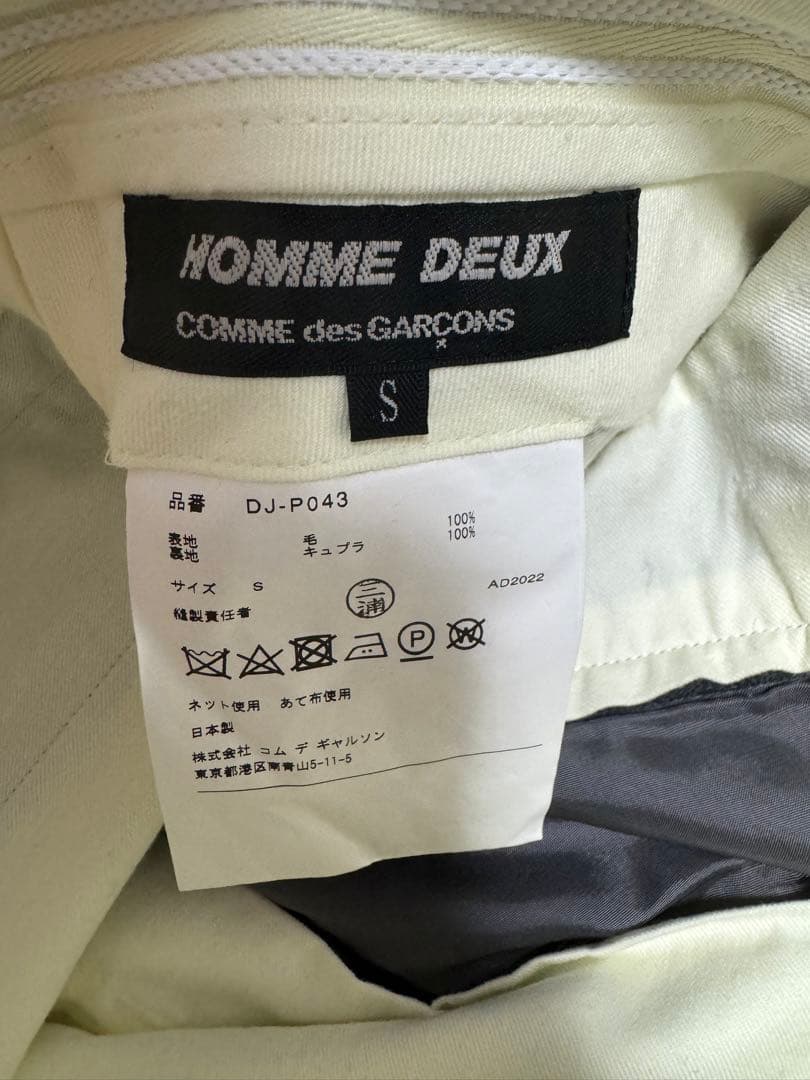 HOMME DEUX
COMME des GARÇONS
S
品番 DJ-P043
表地 毛 100%
裏地 キュプラ 100%
サイズ S
AD2022
縫製責任者 三浦
P W
ネット使用 あて布使用
日本製
株式会社 コム デ ギャルソン
東京都港区南青山5-11-5